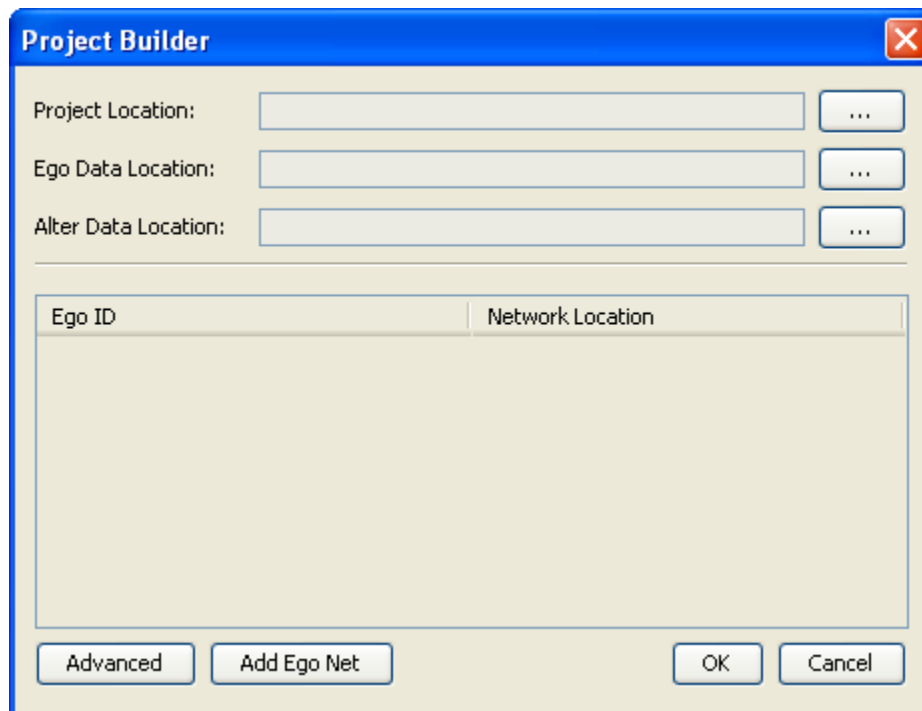 Project Builder
Project Location:
...
Ego Data Location:
...
Alter Data Location:
...
Ego ID Network Location
Advanced Add Ego Net OK Cancel